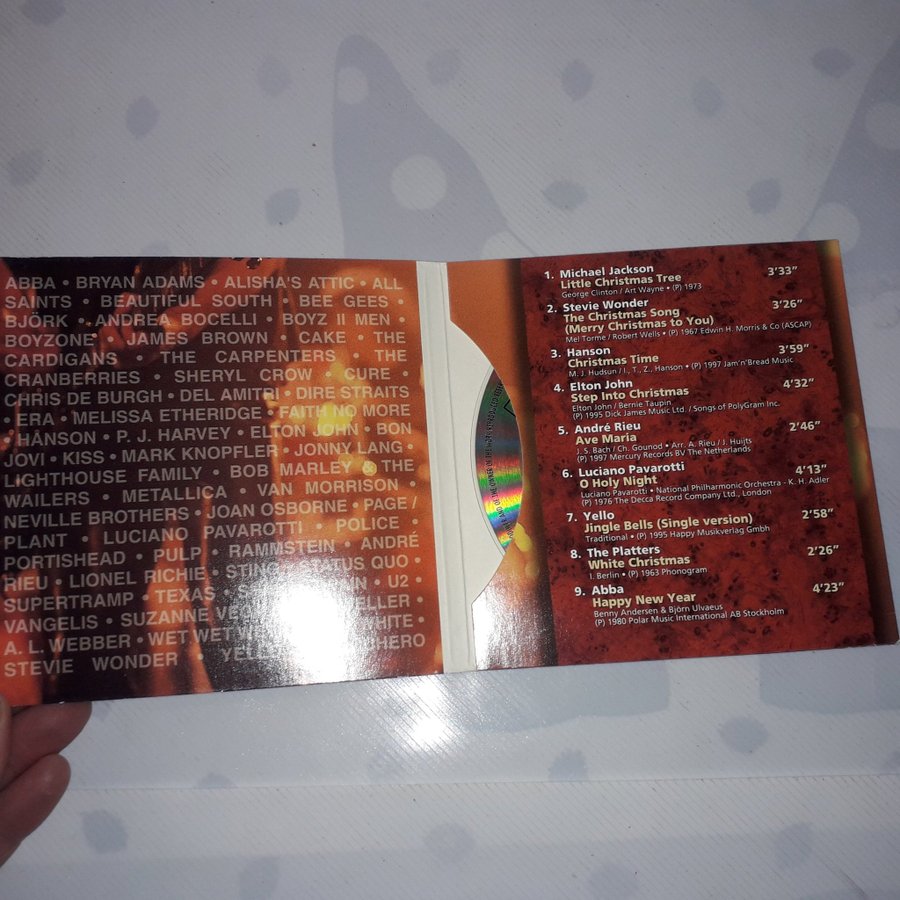 ABBA • BRYAN ADAMS • ALISHA'S ATTIC • ALL
SAINTS • BEAUTIFUL SOUTH • BEE GEES •
BJÖRK • ANDREA BOCELLI • BOYZ II MEN •
BOYZONE • JAMES BROWN • CAKE • THE
CARDIGANS • THE CARPENTERS • THE
CRANBERRIES • SHERYL CROW • CURE •
CHRIS DE BURGH • DEL AMITRI • DIRE STRAITS
• ERA • MELISSA ETHERIDGE • FAITH NO MORE
• HANSON • P. J. HARVEY • ELTON JOHN • BON
JOVI • KISS • MARK KNOPFLER • JONNY LANG •
LIGHTHOUSE FAMILY • BOB MARLEY & THE
WAILERS • METALLICA • VAN MORRISON •
NEVILLE BROTHERS • JOAN OSBORNE • PAGE /
PLANT • LUCIANO PAVAROTTI • POLICE •
PORTISHEAD • PULP • RAMMSTEIN • ANDRÉ
RIEU • LIONEL RICHIE • STING • STATUS QUO •
SUPERTRAMP • TEXAS • U2 •
VANGELIS • SUZANNE
A. L. WEBBER • WET WET
STEVIE WONDER •
1. Michael Jackson 3'33"
Little Christmas Tree
George Clinton / Art Wayne • (P) 1973
2. Stevie Wonder 3'26"
The Christmas Song
(Merry Christmas to You)
Mel Torme / Robert Wells • (P) 1967 Edwin H. Morris & Co (ASCAP)
3. Hanson 3'59"
Christmas Time
M. J. Hudsun / I., T., Z., Hanson • (P) 1997 Jam'n'Bread Music
4. Elton John 4'32"
Step Into Christmas
Elton John / Bernie Taupin
(P) 1995 Dick James Music Ltd. / Songs of PolyGram Inc.
5. André Rieu 2'46"
Ave Maria
J. S. Bach / Ch. Gounod • Arr. A. Rieu / J. Huijts
(P) 1997 Mercury Records BV The Netherlands
6. Luciano Pavarotti 4'13"
O Holy Night
Luciano Pavarotti • National Philharmonic Orchestra - K. H. Adler
(P) 1976 The Decca Record Company Ltd., London
7. Yello 2'58"
Jingle Bells (Single version)
Traditional • (P) 1995 Happy Musikverlag Gmbh
8. The Platters 2'26"
White Christmas
I. Berlin • (P) 1963 Phonogram
9. Abba 4'23"
Happy New Year
Benny Andersen & Björn Ulvaeus
(P) 1980 Polar Music International AB Stockholm